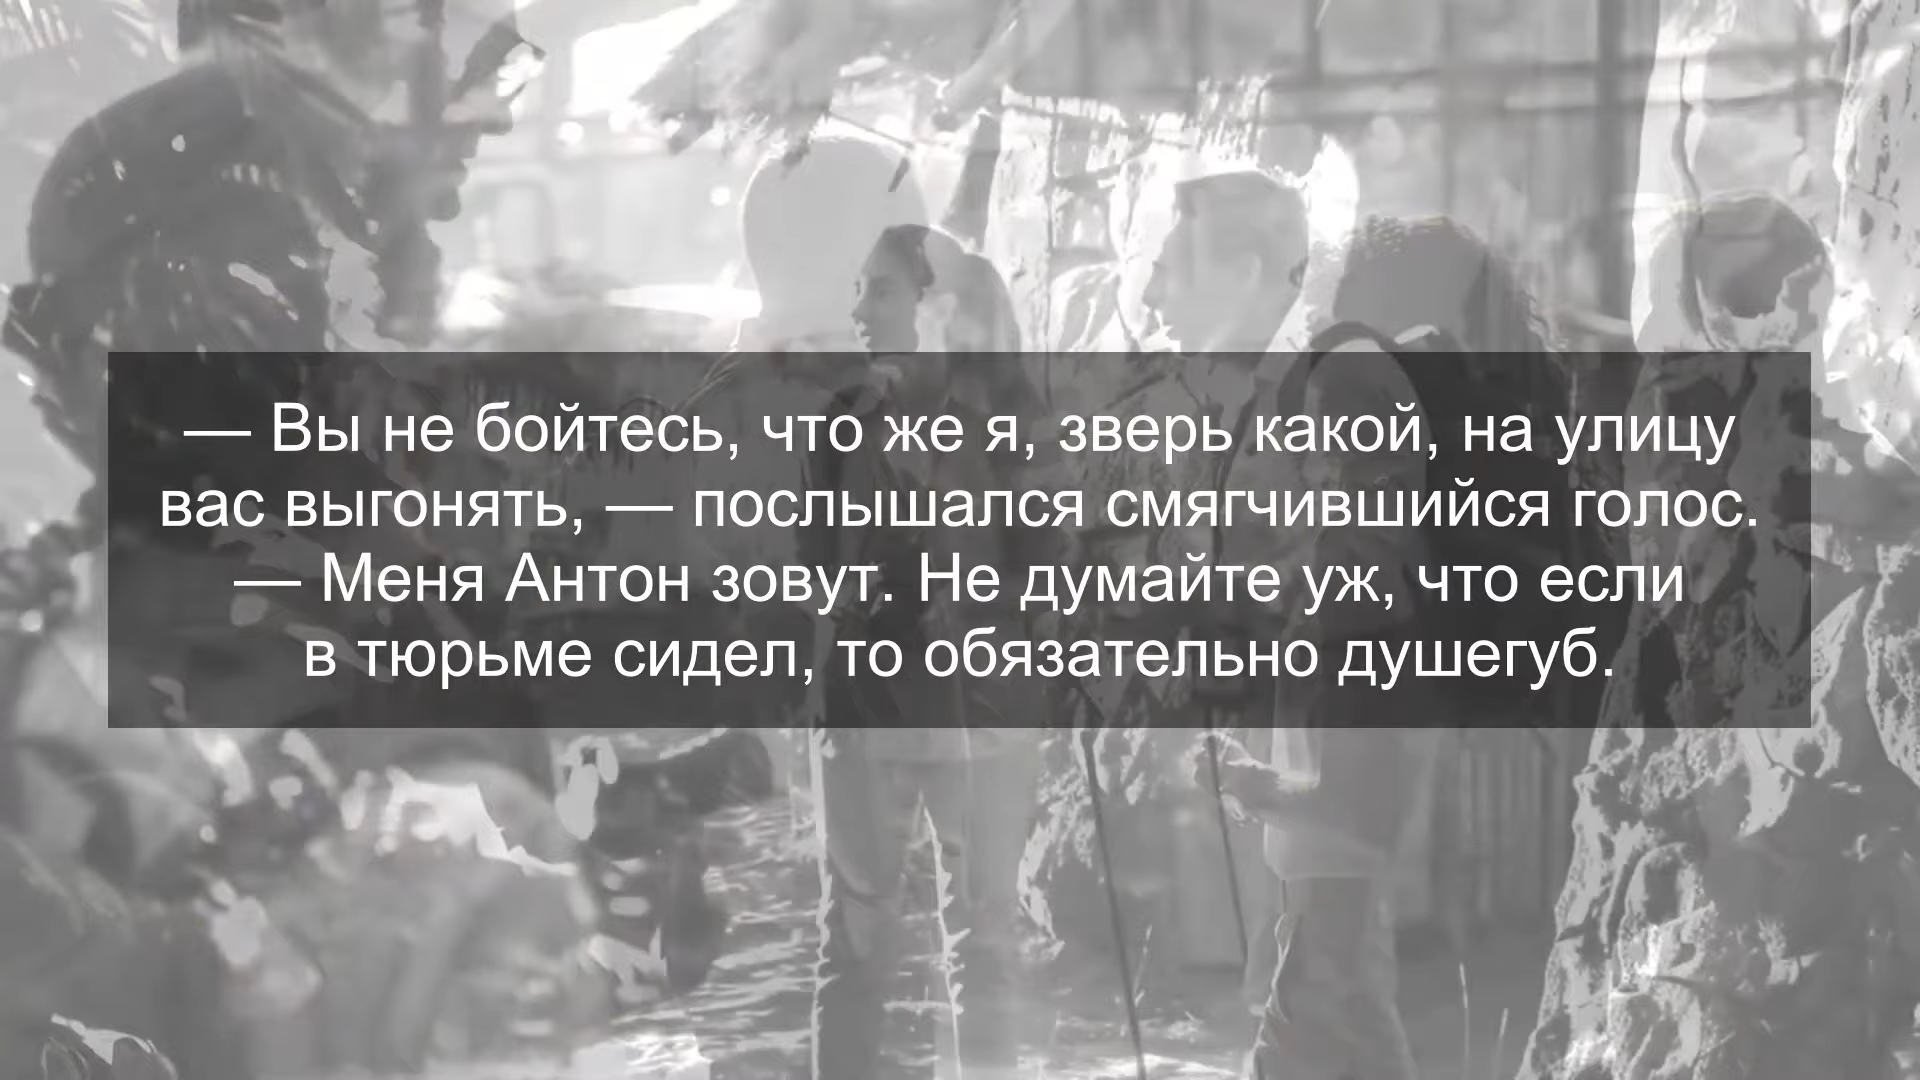 — Вы не бойтесь, что же я, зверь какой, на улицу
вас выгонять, — послышался смягчившийся голос.
— Меня Антон зовут. Не думайте уж, что если
в тюрьме сидел, то обязательно душегуб.